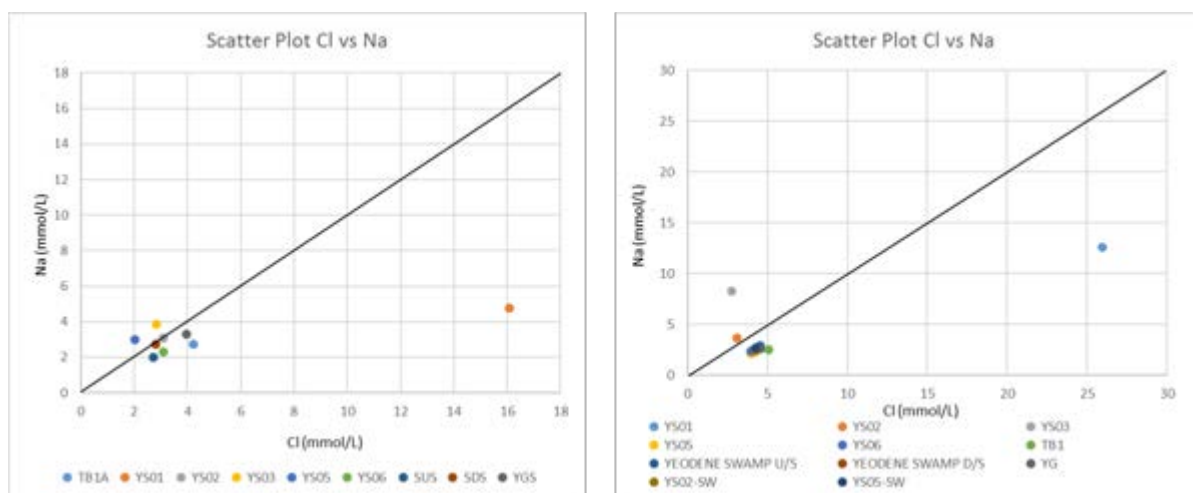 Scatter Plot Cl vs Na
18
16
14
12
10
8
6
4
2
0
Na (mmol/L)
0 2 4 6 8 10 12 14 16 18
Cl (mmol/L)
TB1A YS01 YS02 YS03 YS05 YS06 SUS SDS YGS
Scatter Plot Cl vs Na
30
25
20
15
10
5
0
Na (mmol/L)
0 5 10 15 20 25 30
Cl (mmol/L)
YS01 YS02 YS03
YS05 YS06 TB1
YEODENE SWAMP U/S YEODENE SWAMP D/S YG
YS02-SW YS05-SW